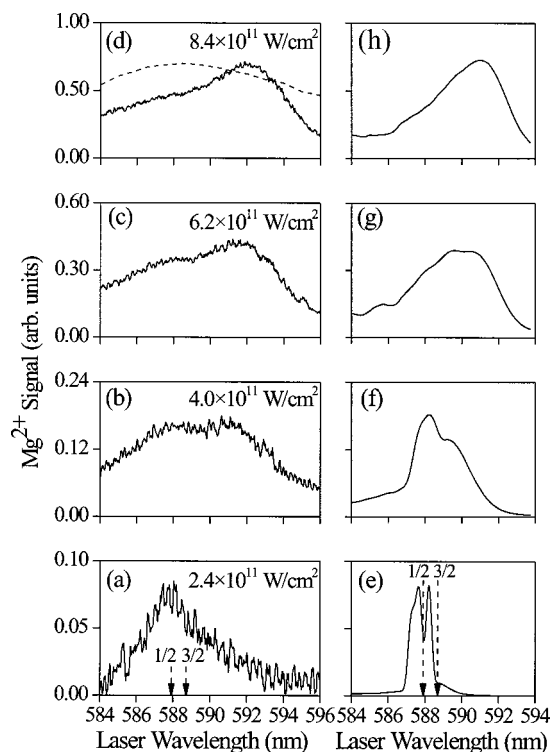 Mg2+ Signal (arb. units)
(d) 8.4×10¹¹ W/cm²
1.00
0.50
0.00
(h)
(c) 6.2×10¹¹ W/cm²
0.60
0.30
0.00
(g)
(b) 4.0×10¹¹ W/cm²
0.24
0.12
0.00
(f)
(a) 2.4×10¹¹ W/cm²
0.10
0.05
0.00
1/2 3/2
(e)
1/2 3/2
584 586 588 590 592 594 596
Laser Wavelength (nm)
584 586 588 590 592 594
Laser Wavelength (nm)